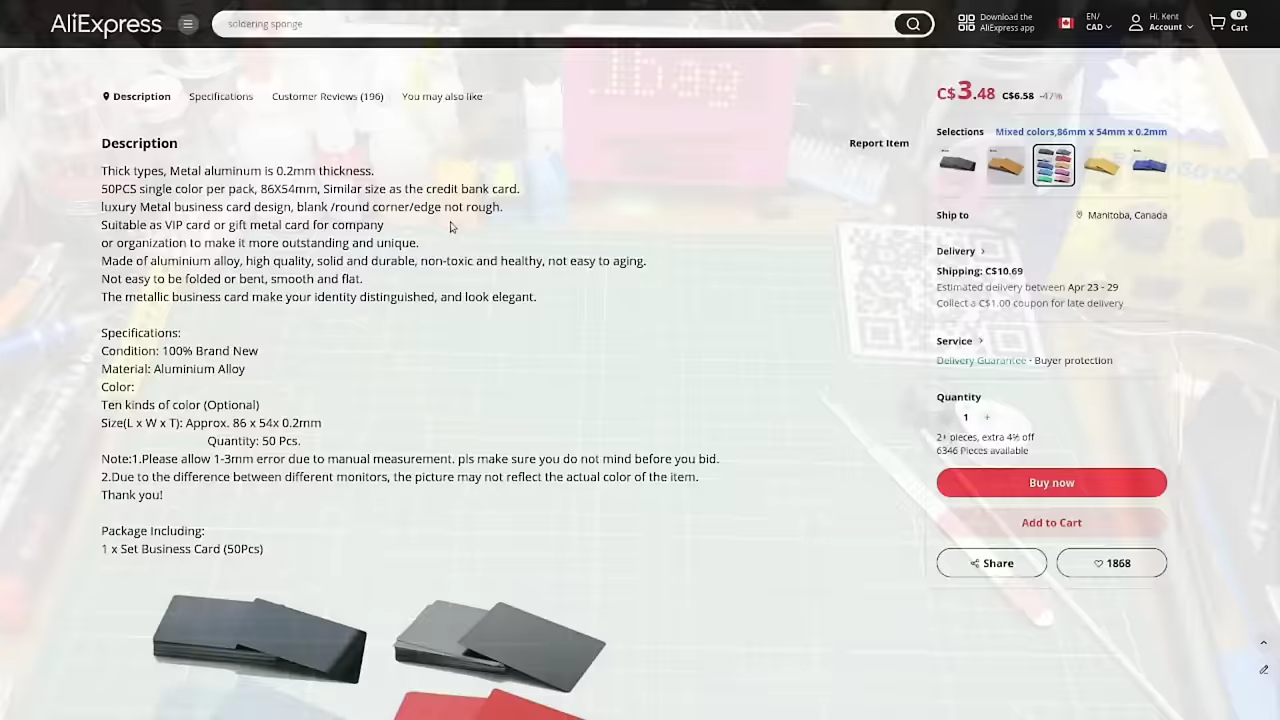 AliExpress
soldering sponge
Download the
AliExpress app
EN/
CAD
Hi, Kent
Account
0
Cart
Description
Specifications
Customer Reviews (196)
You may also like
Description
Report Item
Thick types, Metal aluminum is 0.2mm thickness.
50PCS single color per pack, 86X54mm, Similar size as the credit bank card.
luxury Metal business card design, blank /round corner/edge not rough.
Suitable as VIP card or gift metal card for company
or organization to make it more outstanding and unique.
Made of aluminium alloy, high quality, solid and durable, non-toxic and healthy, not easy to aging.
Not easy to be folded or bent, smooth and flat.
The metallic business card make your identity distinguished, and look elegant.
Specifications:
Condition: 100% Brand New
Material: Aluminium Alloy
Color:
Ten kinds of color (Optional)
Size(L x W x T): Approx. 86 x 54x 0.2mm
Quantity: 50 Pcs.
Note:1.Please allow 1-3mm error due to manual measurement. pls make sure you do not mind before you bid.
2.Due to the difference between different monitors, the picture may not reflect the actual color of the item.
Thank you!
Package Including:
1 x Set Business Card (50Pcs)
C$3.48 C$6.58 -47%
Selections Mixed colors,86mm x 54mm x 0.2mm
Ship to Manitoba, Canada
Delivery
Shipping: C$10.69
Estimated delivery between Apr 23 - 29
Collect a C$1.00 coupon for late delivery
Service
Delivery Guarantee · Buyer protection
Quantity
1 +
2+ pieces, extra 4% off
6346 Pieces available
Buy now
Add to Cart
Share
1868